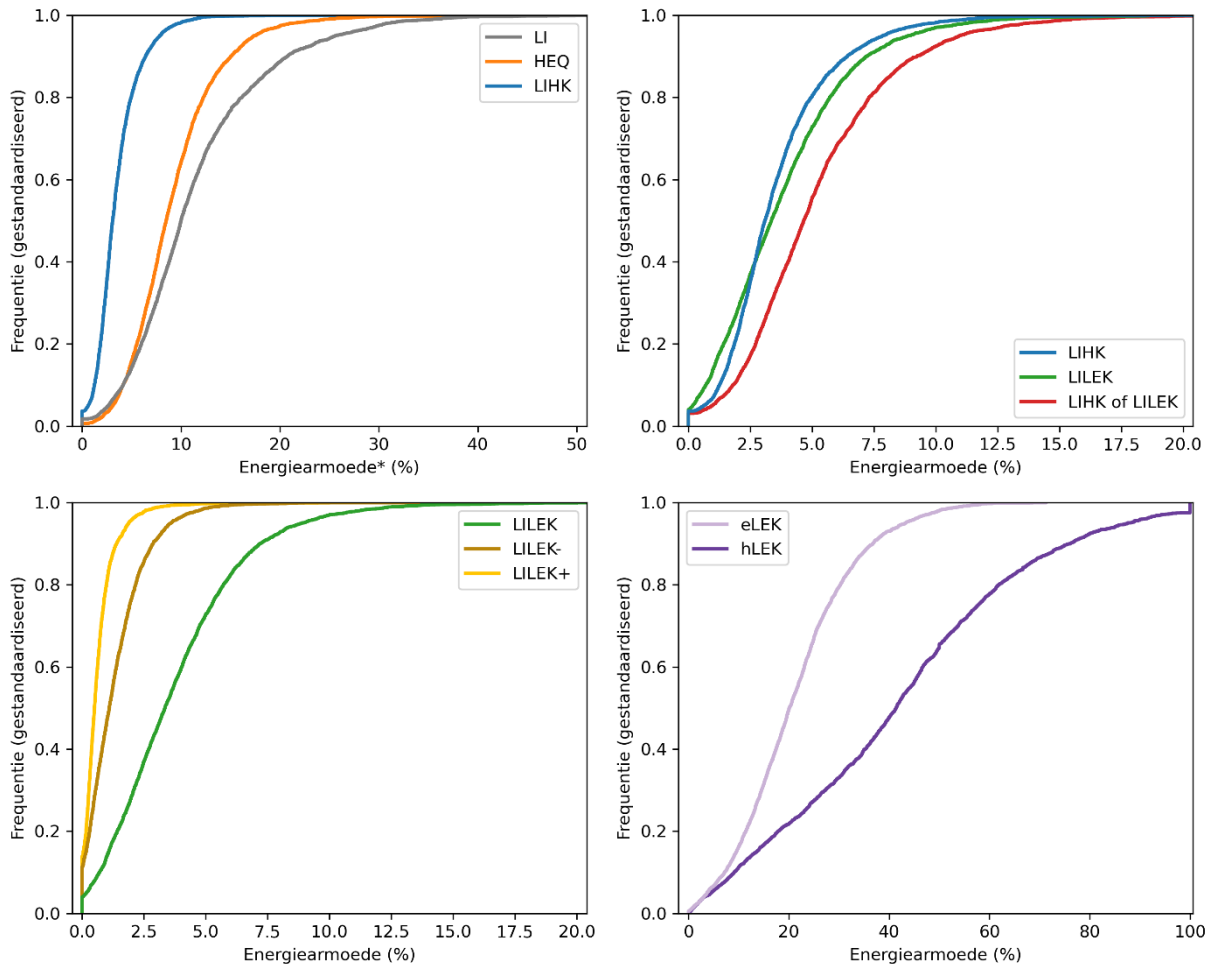 1.0
0.8
0.6
0.4
0.2
0.0
Frequentie (gestandaardiseerd)
LI
HEQ
LIHK
0 10 20 30 40 50
Energiearmoede* (%)
1.0
0.8
0.6
0.4
0.2
0.0
Frequentie (gestandaardiseerd)
LIHK
LILEK
LIHK of LILEK
0.0 2.5 5.0 7.5 10.0 12.5 15.0 17.5 20.0
Energiearmoede (%)
1.0
0.8
0.6
0.4
0.2
0.0
Frequentie (gestandaardiseerd)
LILEK
LILEK-
LILEK+
0.0 2.5 5.0 7.5 10.0 12.5 15.0 17.5 20.0
Energiearmoede (%)
1.0
0.8
0.6
0.4
0.2
0.0
Frequentie (gestandaardiseerd)
eLEK
hLEK
0 20 40 60 80 100
Energiearmoede (%)